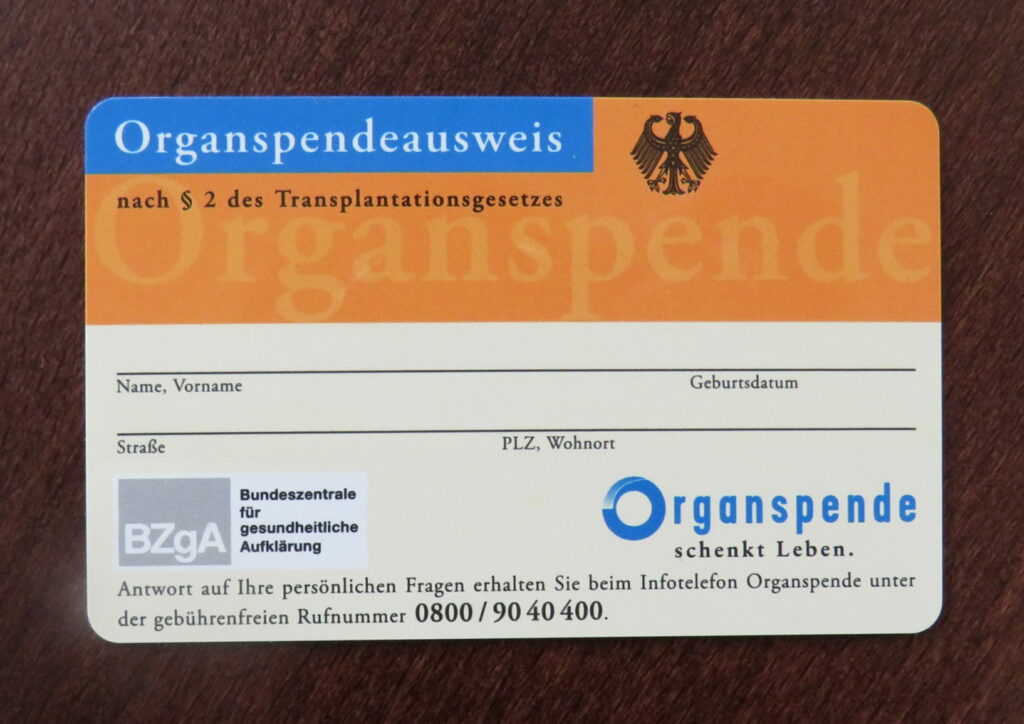 Organspendeausweis
nach § 2 des Transplantationsgesetzes
Organspende
Name, Vorname Geburtsdatum
Straße PLZ, Wohnort
BZgA
Bundeszentrale
für
gesundheitliche
Aufklärung
Organspende
schenkt Leben.
Antwort auf Ihre persönlichen Fragen erhalten Sie beim Infotelefon Organspende unter
der gebührenfreien Rufnummer 0800 / 90 40 400.